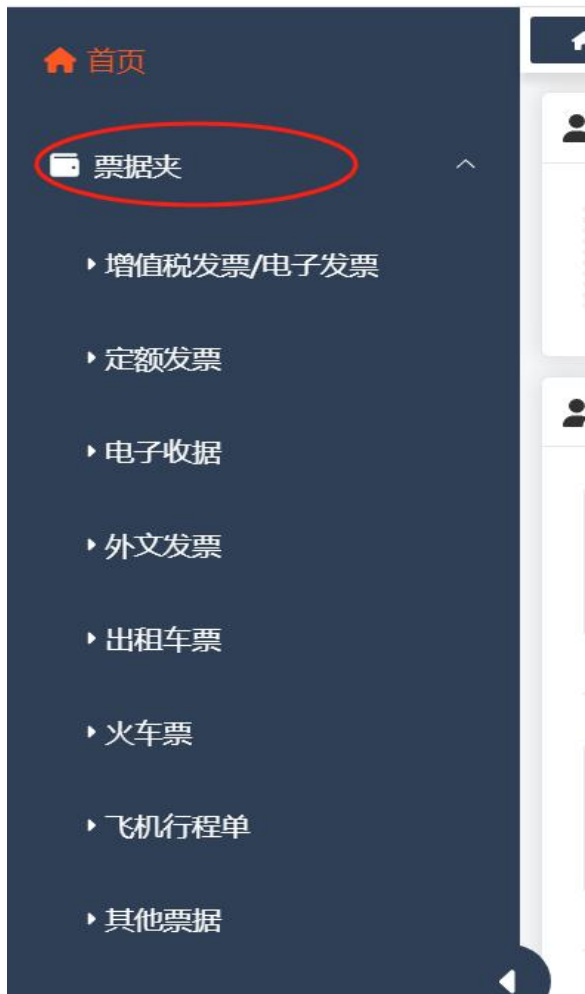 首页
票据夹
增值税发票/电子发票
定额发票
电子收据
外文发票
出租车票
火车票
飞机行程单
其他票据